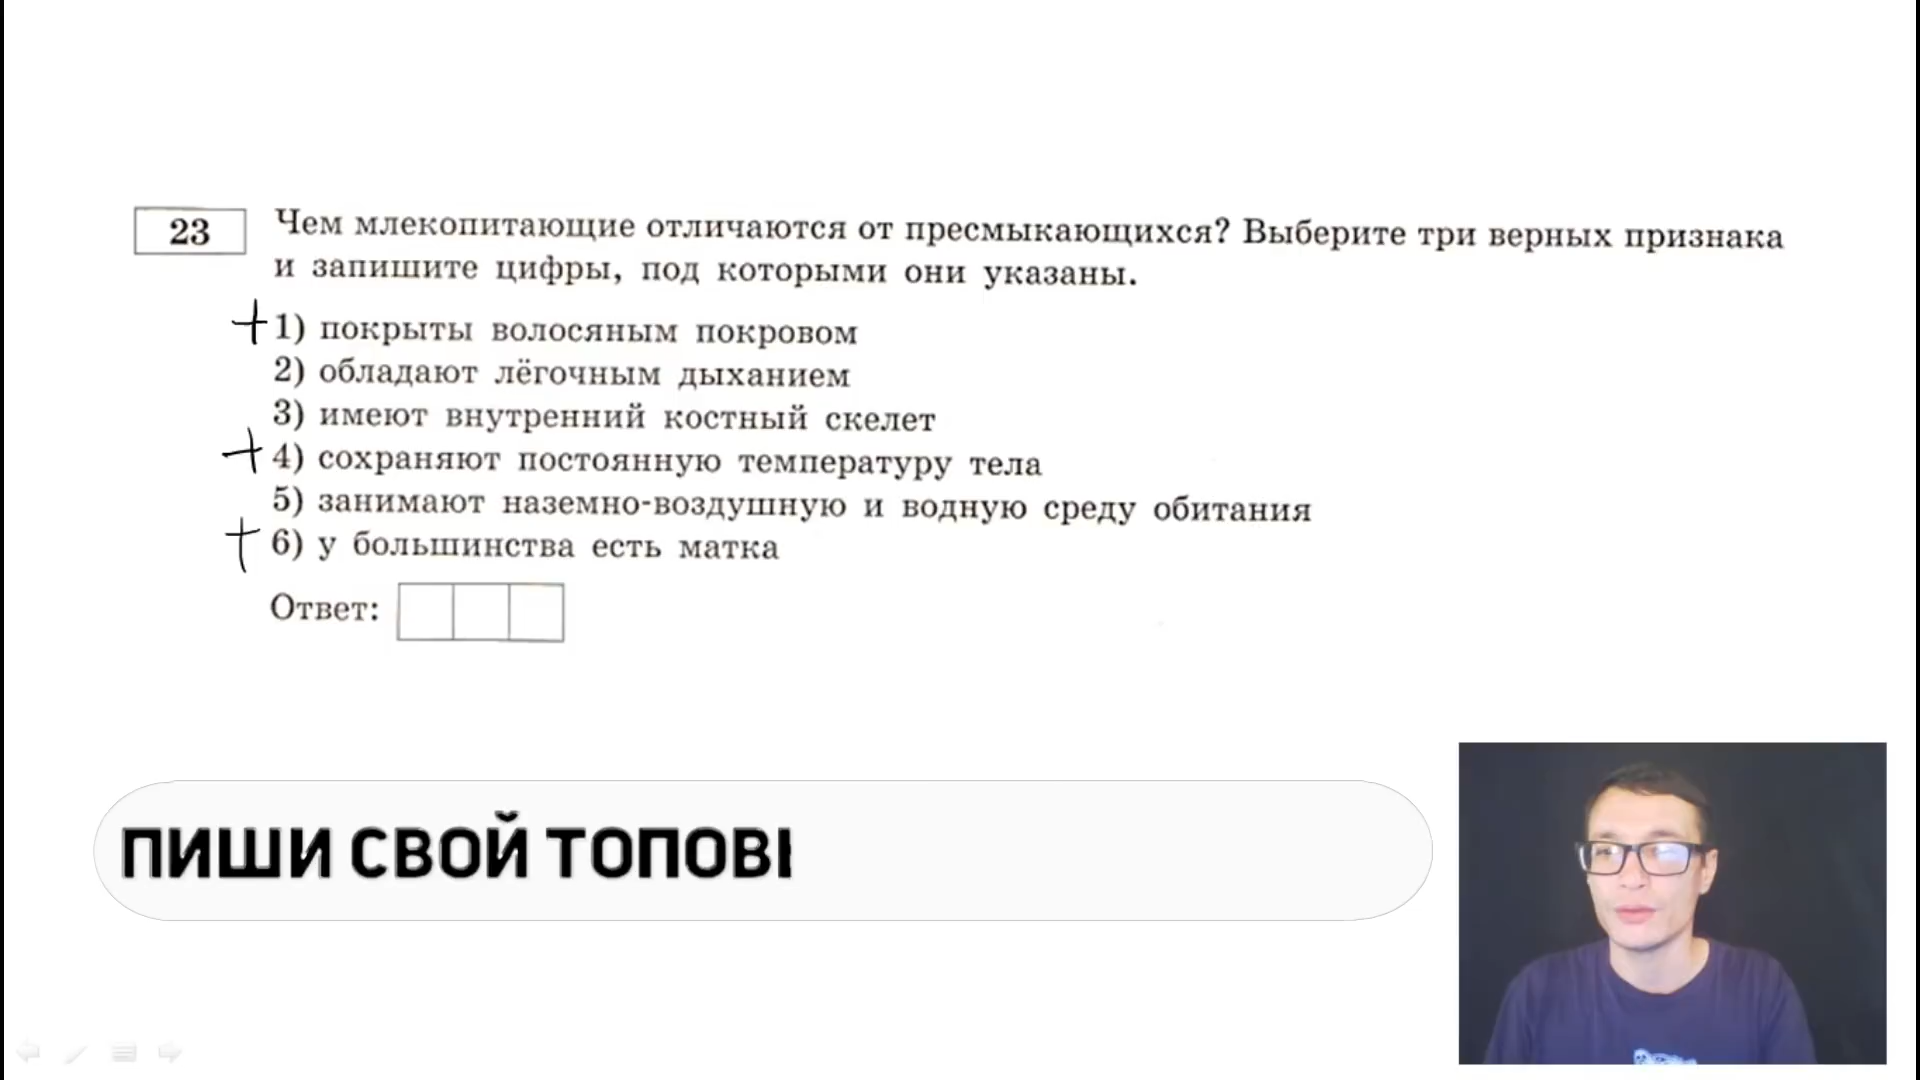 23
Чем млекопитающие отличаются от пресмыкающихся? Выберите три верных признака
и запишите цифры, под которыми они указаны.
+ 1) покрыты волосяным покровом
2) обладают лёгочным дыханием
3) имеют внутренний костный скелет
+ 4) сохраняют постоянную температуру тела
5) занимают наземно-воздушную и водную среду обитания
+ 6) у большинства есть матка
Ответ:
ПИШИ СВОЙ ТОПОВ